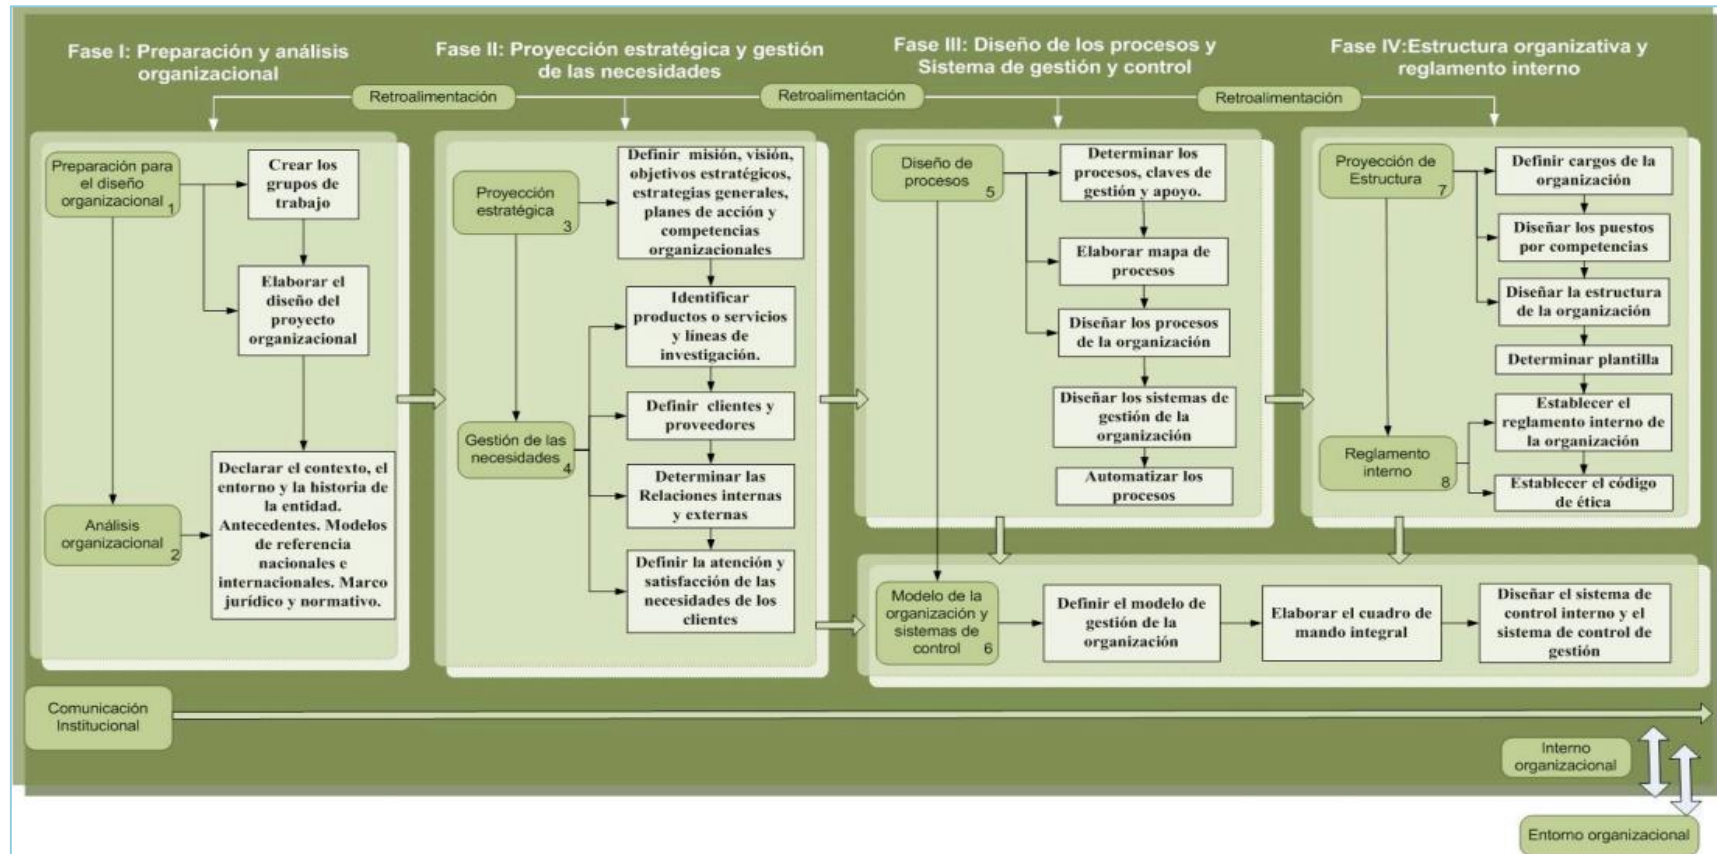 Fase I: Preparación y análisis
organizacional
Fase II: Proyección estratégica y gestión
de las necesidades
Fase III: Diseño de los procesos y
Sistema de gestión y control
Fase IV:Estructura organizativa y
reglamento interno
Retroalimentación
Retroalimentación
Retroalimentación
Preparación para
el diseño
organizacional
1
Crear los
grupos de
trabajo
Elaborar el
diseño del
proyecto
organizacional
Análisis
organizacional
2
Declarar el contexto, el
entorno y la historia de
la entidad.
Antecedentes. Modelos
de referencia
nacionales e
internacionales. Marco
jurídico y normativo.
Proyección
estratégica
3
Definir misión, visión,
objetivos estratégicos,
estrategias generales,
planes de acción y
competencias
organizacionales
Identificar
productos o servicios
y líneas de
investigación.
Gestión de las
necesidades
4
Definir clientes y
proveedores
Determinar las
Relaciones internas
y externas
Definir la atención y
satisfacción de las
necesidades de los
clientes
Diseño de
procesos
5
Determinar los
procesos, claves de
gestión y apoyo.
Elaborar mapa de
procesos
Diseñar los procesos
de la organización
Diseñar los sistemas de
gestión de la
organización
Automatizar los
procesos
Proyección de
Estructura
7
Definir cargos de la
organización
Diseñar los puestos
por competencias
Diseñar la estructura
de la organización
Determinar plantilla
Reglamento
interno
8
Establecer el
reglamento interno de
la organización
Establecer el código
de ética
Modelo de la
organización y
sistemas de
control
6
Definir el modelo de
gestión de la
organización
Elaborar el cuadro de
mando integral
Diseñar el sistema de
control interno y el
sistema de control de
gestión
Comunicación
Institucional
Interno
organizacional
Entorno organizacional